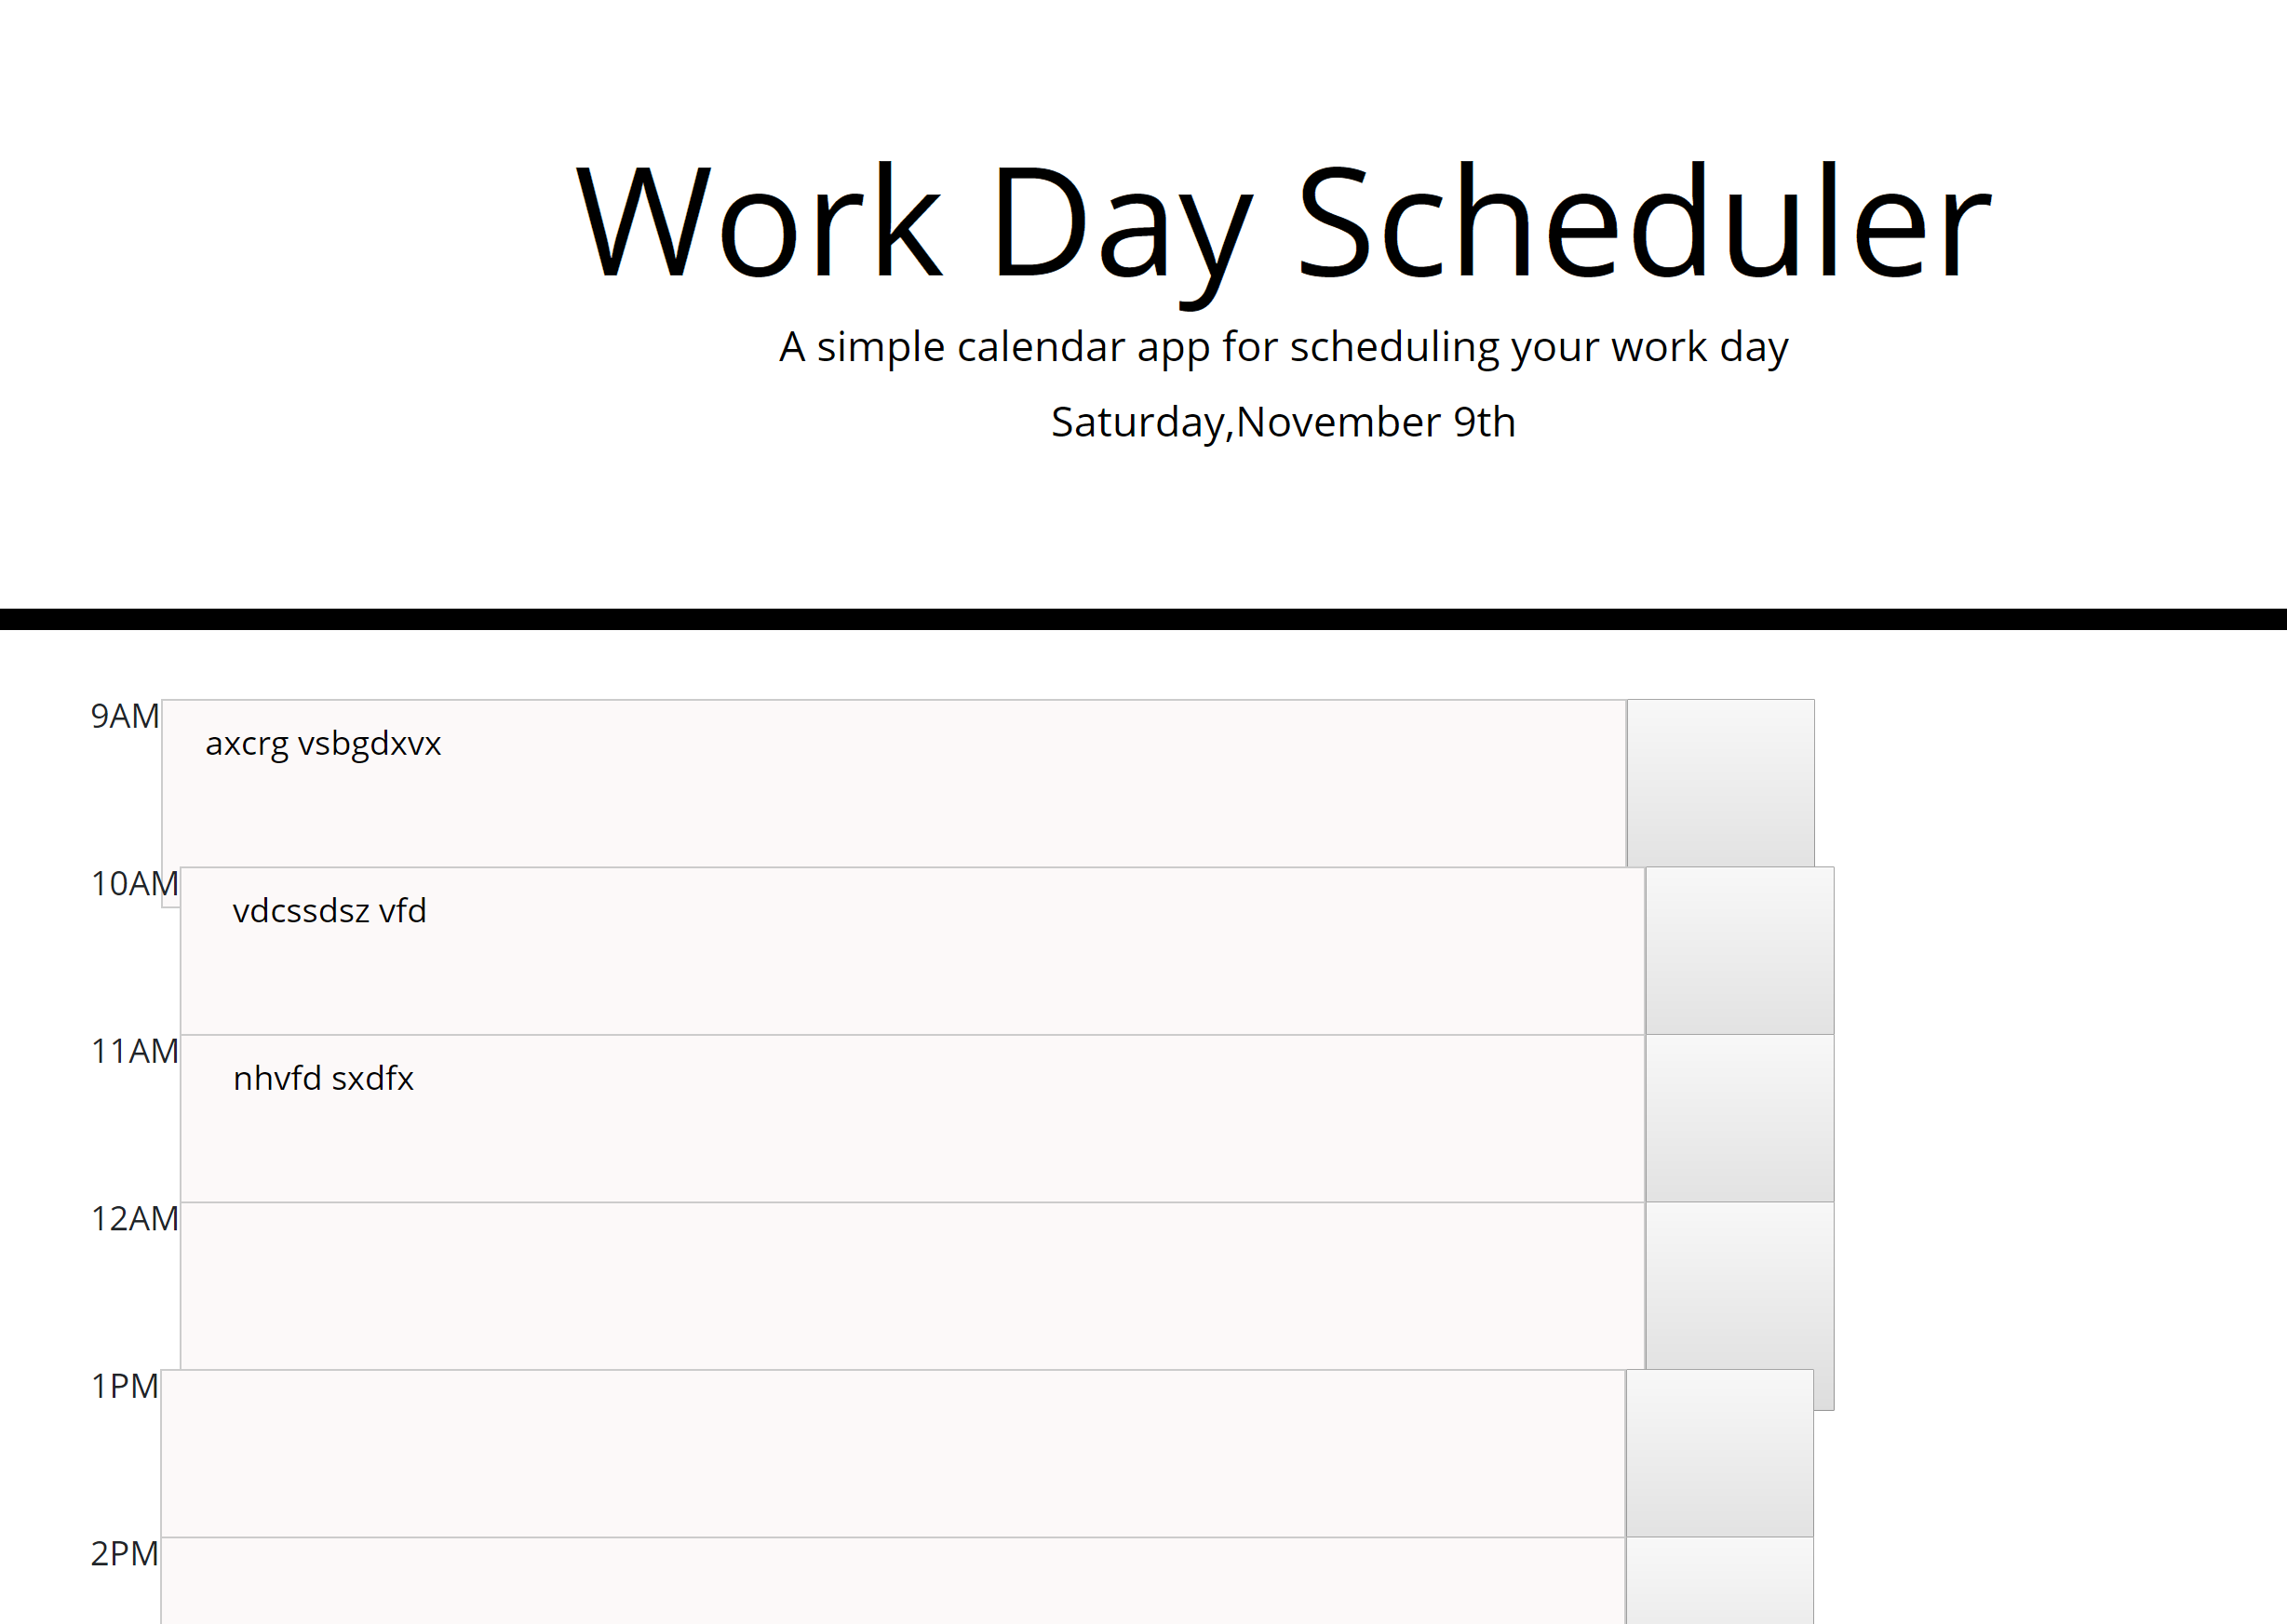 Work Day Scheduler
A simple calendar app for scheduling your work day
Saturday,November 9th
9AM
axcrg vsbgdxvx
10AM
vdcssdsz vfd
11AM
nhvfd sxdfx
12AM
1PM
2PM